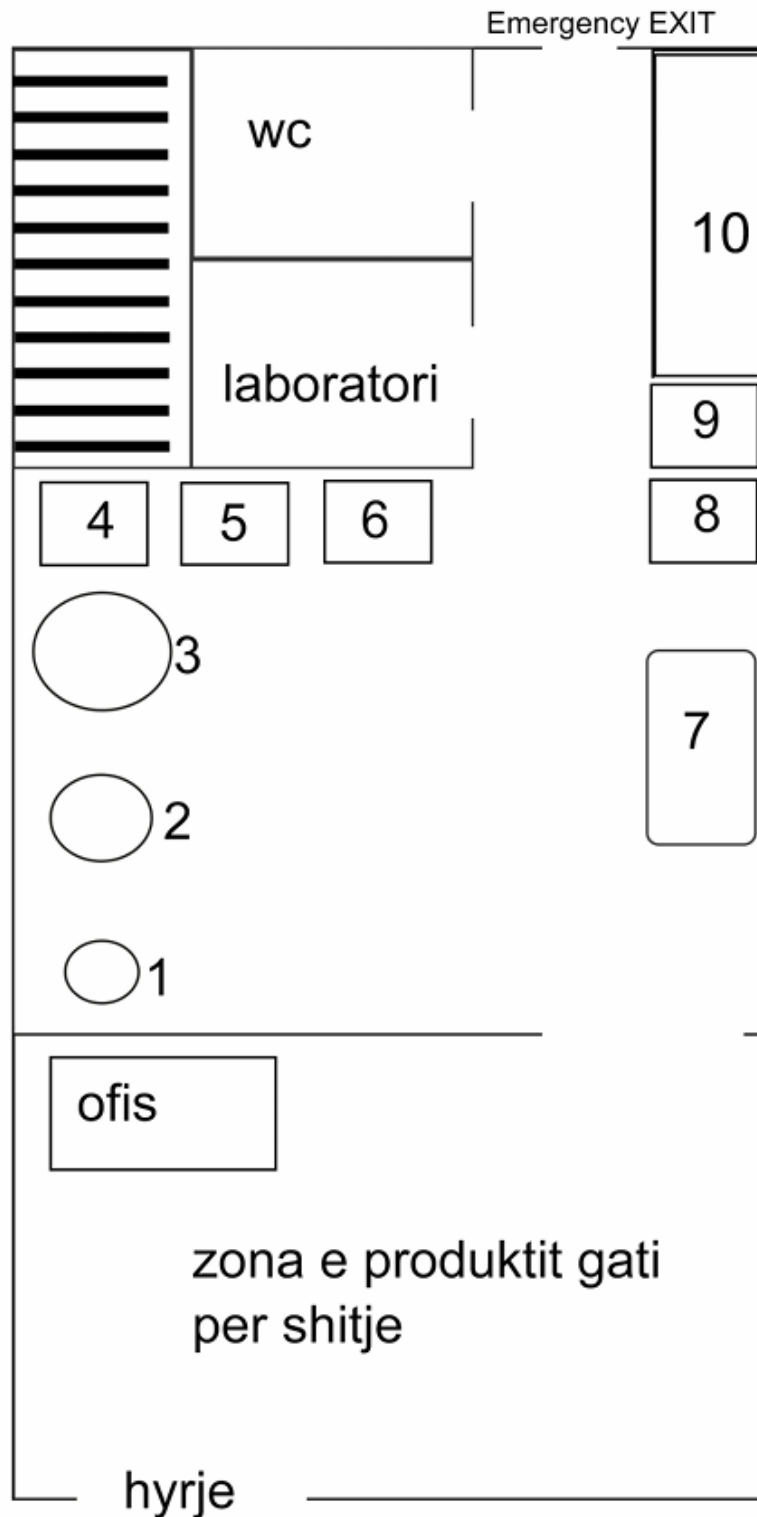 Emergency EXIT
wc
10
laboratori
9
4
5
6
8
3
7
2
1
ofis
zona e produktit gati
per shitje
hyrje